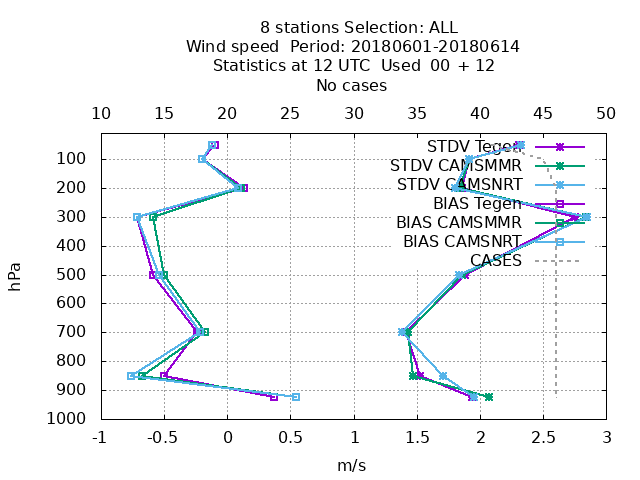 8 stations Selection: ALL
Wind speed  Period: 20180601-20180614
Statistics at 12 UTC  Used  00 + 12
No cases
10 15 20 25 30 35 40 45 50
STDV Tegen
100 STDV CAMSMMR
200 STDV CAMSNRT
BIAS Tegen
300 BIAS CAMSMMR
400 BIAS CAMSNRT
hPa CASES
500
600
700
800
900
1000
-1 -0.5 0 0.5 1 1.5 2 2.5 3
m/s